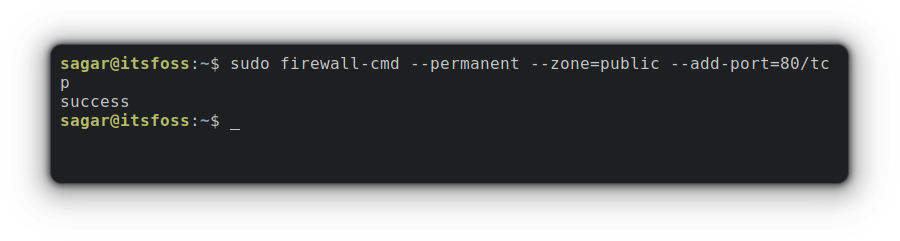 sagar@itsfoss:~$ sudo firewall-cmd --permanent --zone=public --add-port=80/tc
p
success
sagar@itsfoss:~$ _